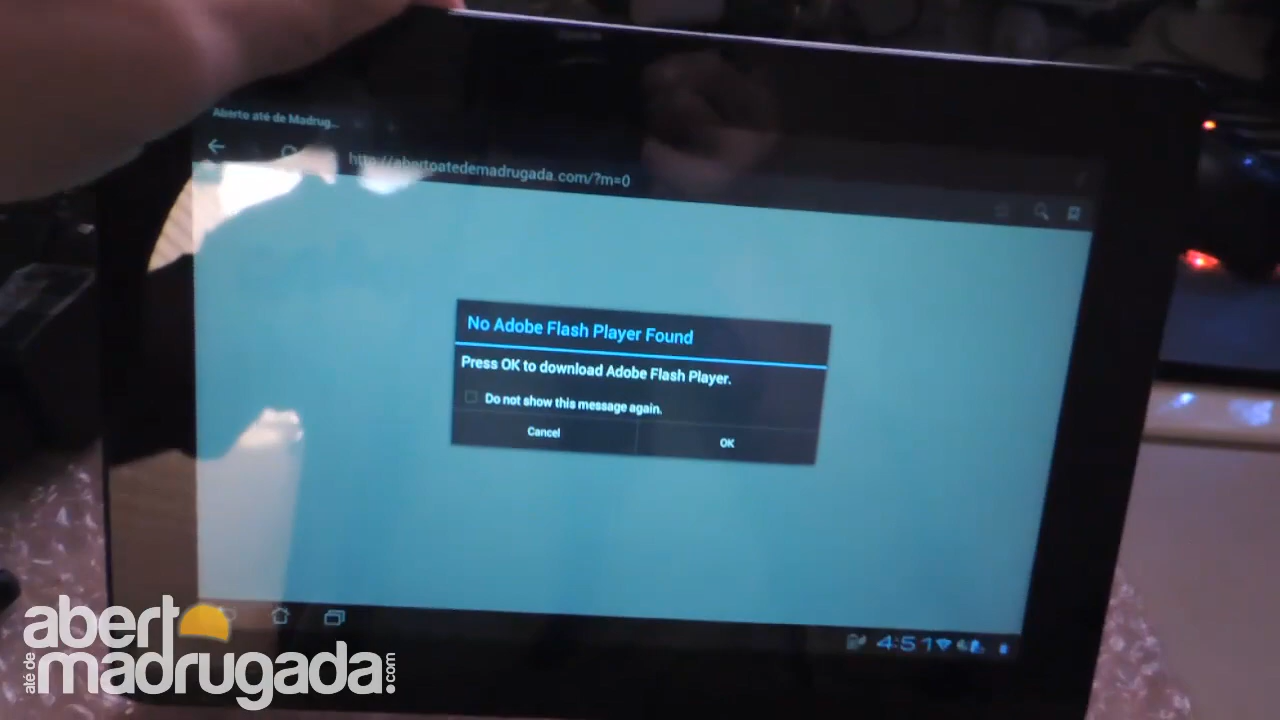 Aberto até de Madrug...
http://abertoatedemadrugada.com/?m=0
No Adobe Flash Player Found
Press OK to download Adobe Flash Player.
Do not show this message again.
Cancel
OK
4:51
aberto
até de
madrugada.com